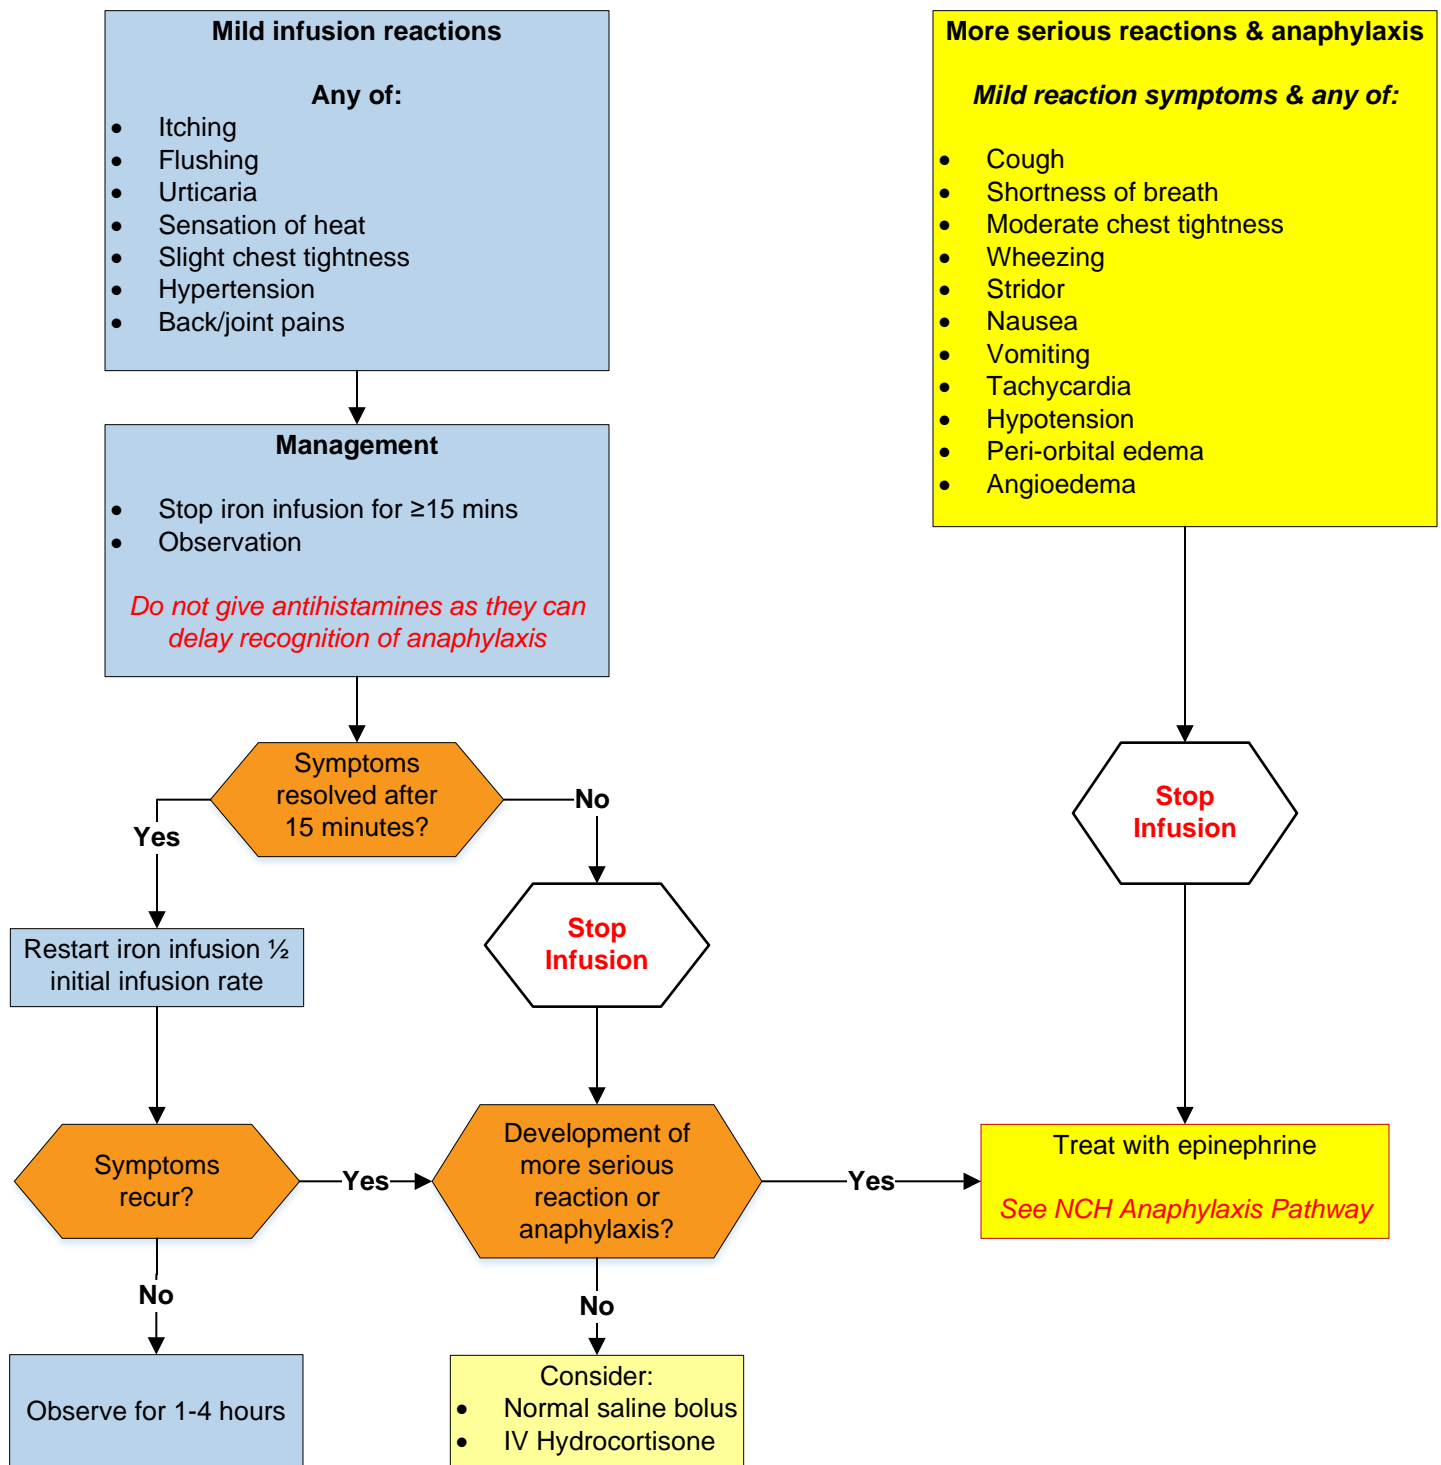 Mild infusion reactions
Any of:
• Itching
• Flushing
• Urticaria
• Sensation of heat
• Slight chest tightness
• Hypertension
• Back/joint pains
Management
• Stop iron infusion for ≥15 mins
• Observation
Do not give antihistamines as they can
delay recognition of anaphylaxis
Symptoms
resolved after
15 minutes?
Yes
No
Restart iron infusion ½
initial infusion rate
Stop
Infusion
Symptoms
recur?
Yes
No
Development of
more serious
reaction or
anaphylaxis?
Yes
No
Observe for 1-4 hours
Consider:
• Normal saline bolus
• IV Hydrocortisone
More serious reactions & anaphylaxis
Mild reaction symptoms & any of:
• Cough
• Shortness of breath
• Moderate chest tightness
• Wheezing
• Stridor
• Nausea
• Vomiting
• Tachycardia
• Hypotension
• Peri-orbital edema
• Angioedema
Stop
Infusion
Treat with epinephrine
See NCH Anaphylaxis Pathway